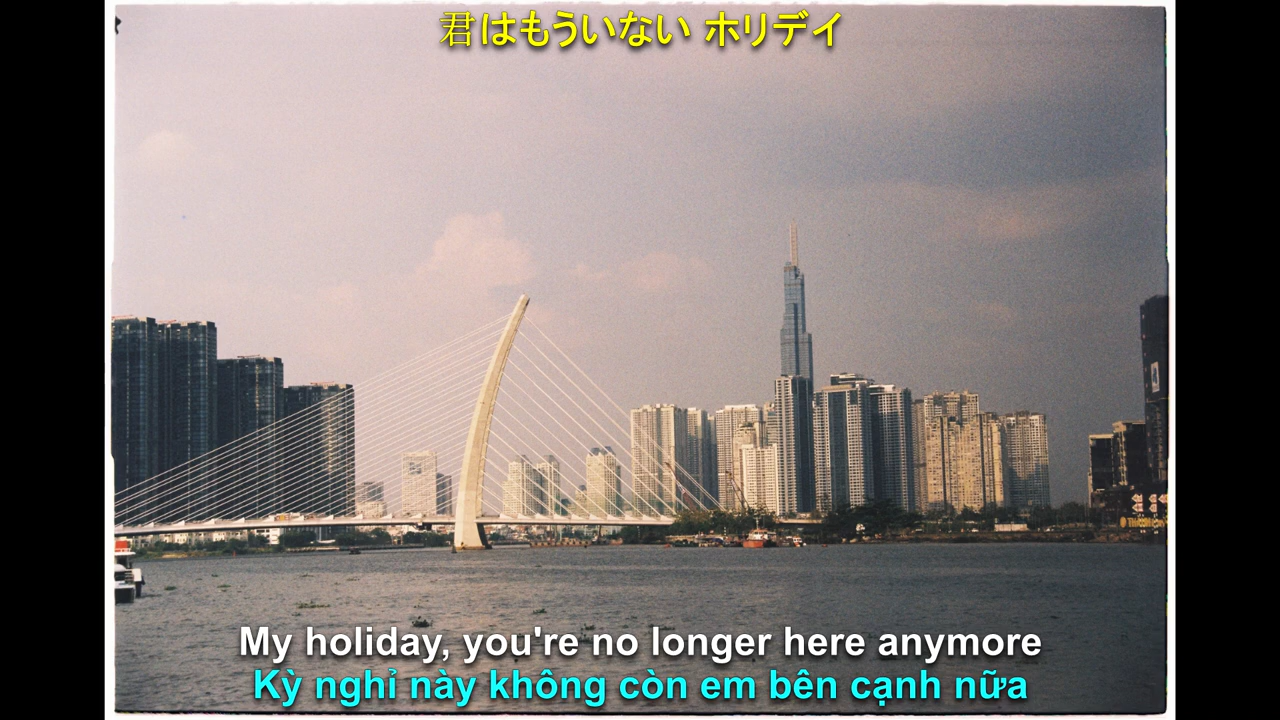 君はもういない ホリデイ
My holiday, you're no longer here anymore
Kỳ nghỉ này không còn em bên cạnh nữa